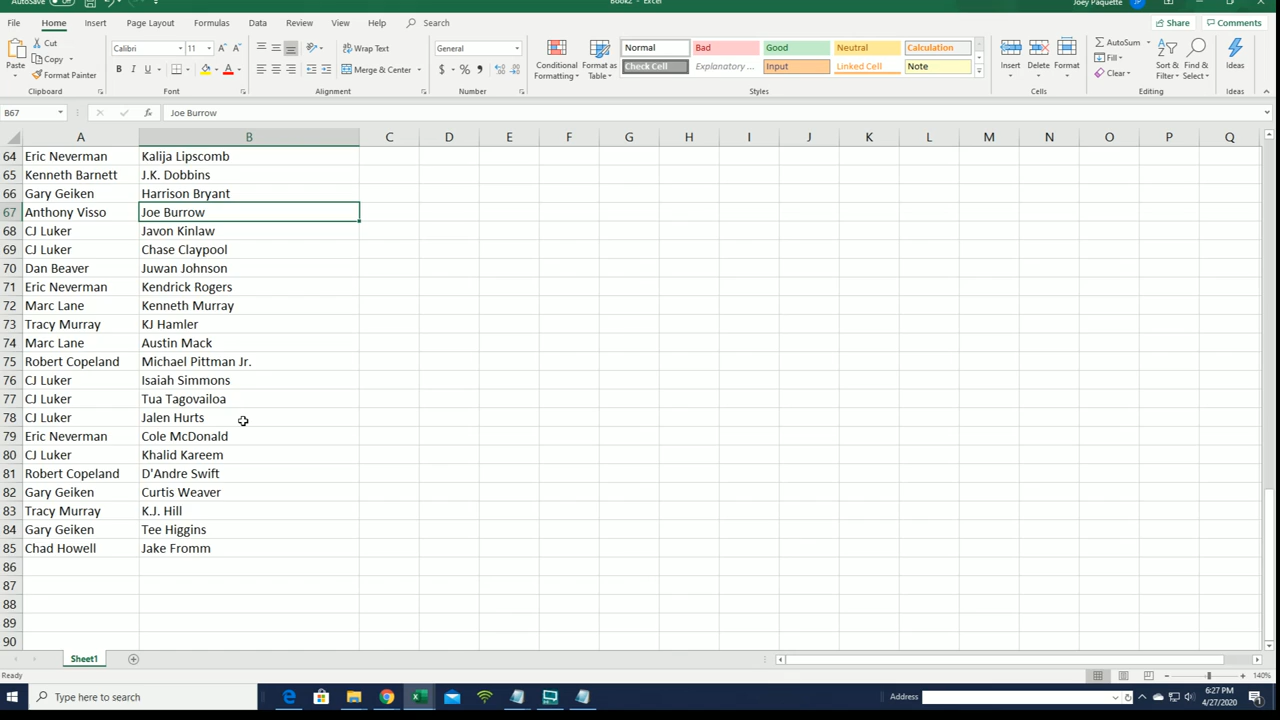 AutoSave Off Book2 - Excel Joey Paquette JP
File Home Insert Page Layout Formulas Data Review View Help Search Share Comments
Paste Cut Copy Format Painter Clipboard
Calibri 11 B I U A Font
Wrap Text Merge & Center Alignment
General $ % Number
Conditional Formatting Format as Table
Normal Bad Good Neutral Calculation
Check Cell Explanatory ... Input Linked Cell Note
Styles
Insert Delete Format Cells
AutoSum Fill Clear Sort & Filter Find & Select Editing
Ideas Ideas
B67 fx Joe Burrow
A B C D E F G H I J K L M N O P Q
64 Eric Neverman Kalija Lipscomb
65 Kenneth Barnett J.K. Dobbins
66 Gary Geiken Harrison Bryant
67 Anthony Visso Joe Burrow
68 CJ Luker Javon Kinlaw
69 CJ Luker Chase Claypool
70 Dan Beaver Juwan Johnson
71 Eric Neverman Kendrick Rogers
72 Marc Lane Kenneth Murray
73 Tracy Murray KJ Hamler
74 Marc Lane Austin Mack
75 Robert Copeland Michael Pittman Jr.
76 CJ Luker Isaiah Simmons
77 CJ Luker Tua Tagovailoa
78 CJ Luker Jalen Hurts
79 Eric Neverman Cole McDonald
80 CJ Luker Khalid Kareem
81 Robert Copeland D'Andre Swift
82 Gary Geiken Curtis Weaver
83 Tracy Murray K.J. Hill
84 Gary Geiken Tee Higgins
85 Chad Howell Jake Fromm
86
87
88
89
90
Sheet1
Ready 140%
Type here to search Address 6:27 PM
4/27/2020